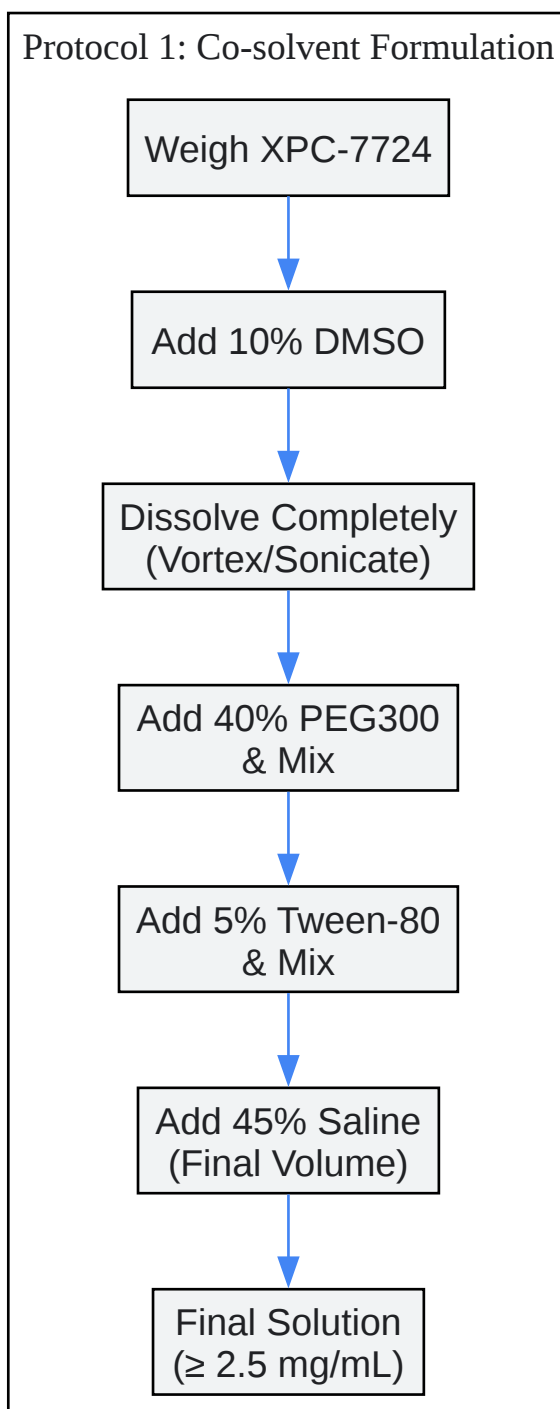 Protocol 1: Co-solvent Formulation
Weigh XPC-7724
Add 10% DMSO
Dissolve Completely
(Vortex/Sonicate)
Add 40% PEG300
& Mix
Add 5% Tween-80
& Mix
Add 45% Saline
(Final Volume)
Final Solution
(≥ 2.5 mg/mL)